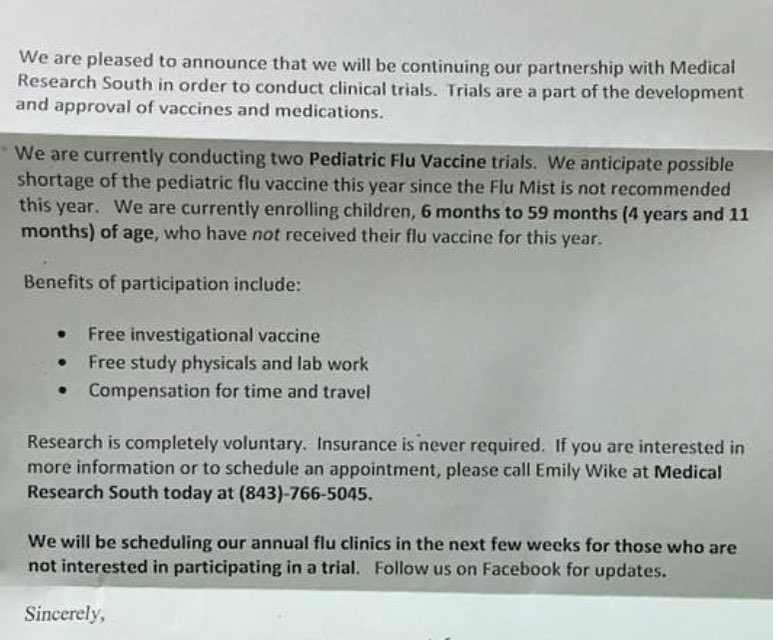 We are pleased to announce that we will be continuing our partnership with Medical
Research South in order to conduct clinical trials. Trials are a part of the development
and approval of vaccines and medications.
We are currently conducting two Pediatric Flu Vaccine trials. We anticipate possible
shortage of the pediatric flu vaccine this year since the Flu Mist is not recommended
this year. We are currently enrolling children, 6 months to 59 months (4 years and 11
months) of age, who have not received their flu vaccine for this year.
Benefits of participation include:
• Free investigational vaccine
• Free study physicals and lab work
• Compensation for time and travel
Research is completely voluntary. Insurance is never required. If you are interested in
more information or to schedule an appointment, please call Emily Wike at Medical
Research South today at (843)-766-5045.
We will be scheduling our annual flu clinics in the next few weeks for those who are
not interested in participating in a trial. Follow us on Facebook for updates.
Sincerely,